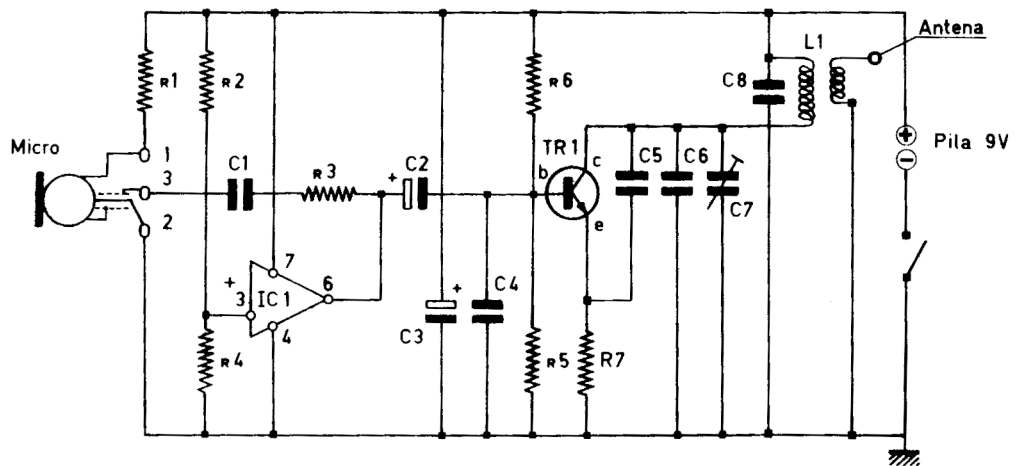 Antena
L1
R1
R2
R6
C8
Micro
1
TR1
Pila 9V
C1
3
R3
C2
+
b
c
C5
C6
C7
2
e
+
7
3
IC1
6
+
C3
C4
4
R4
R5
R7